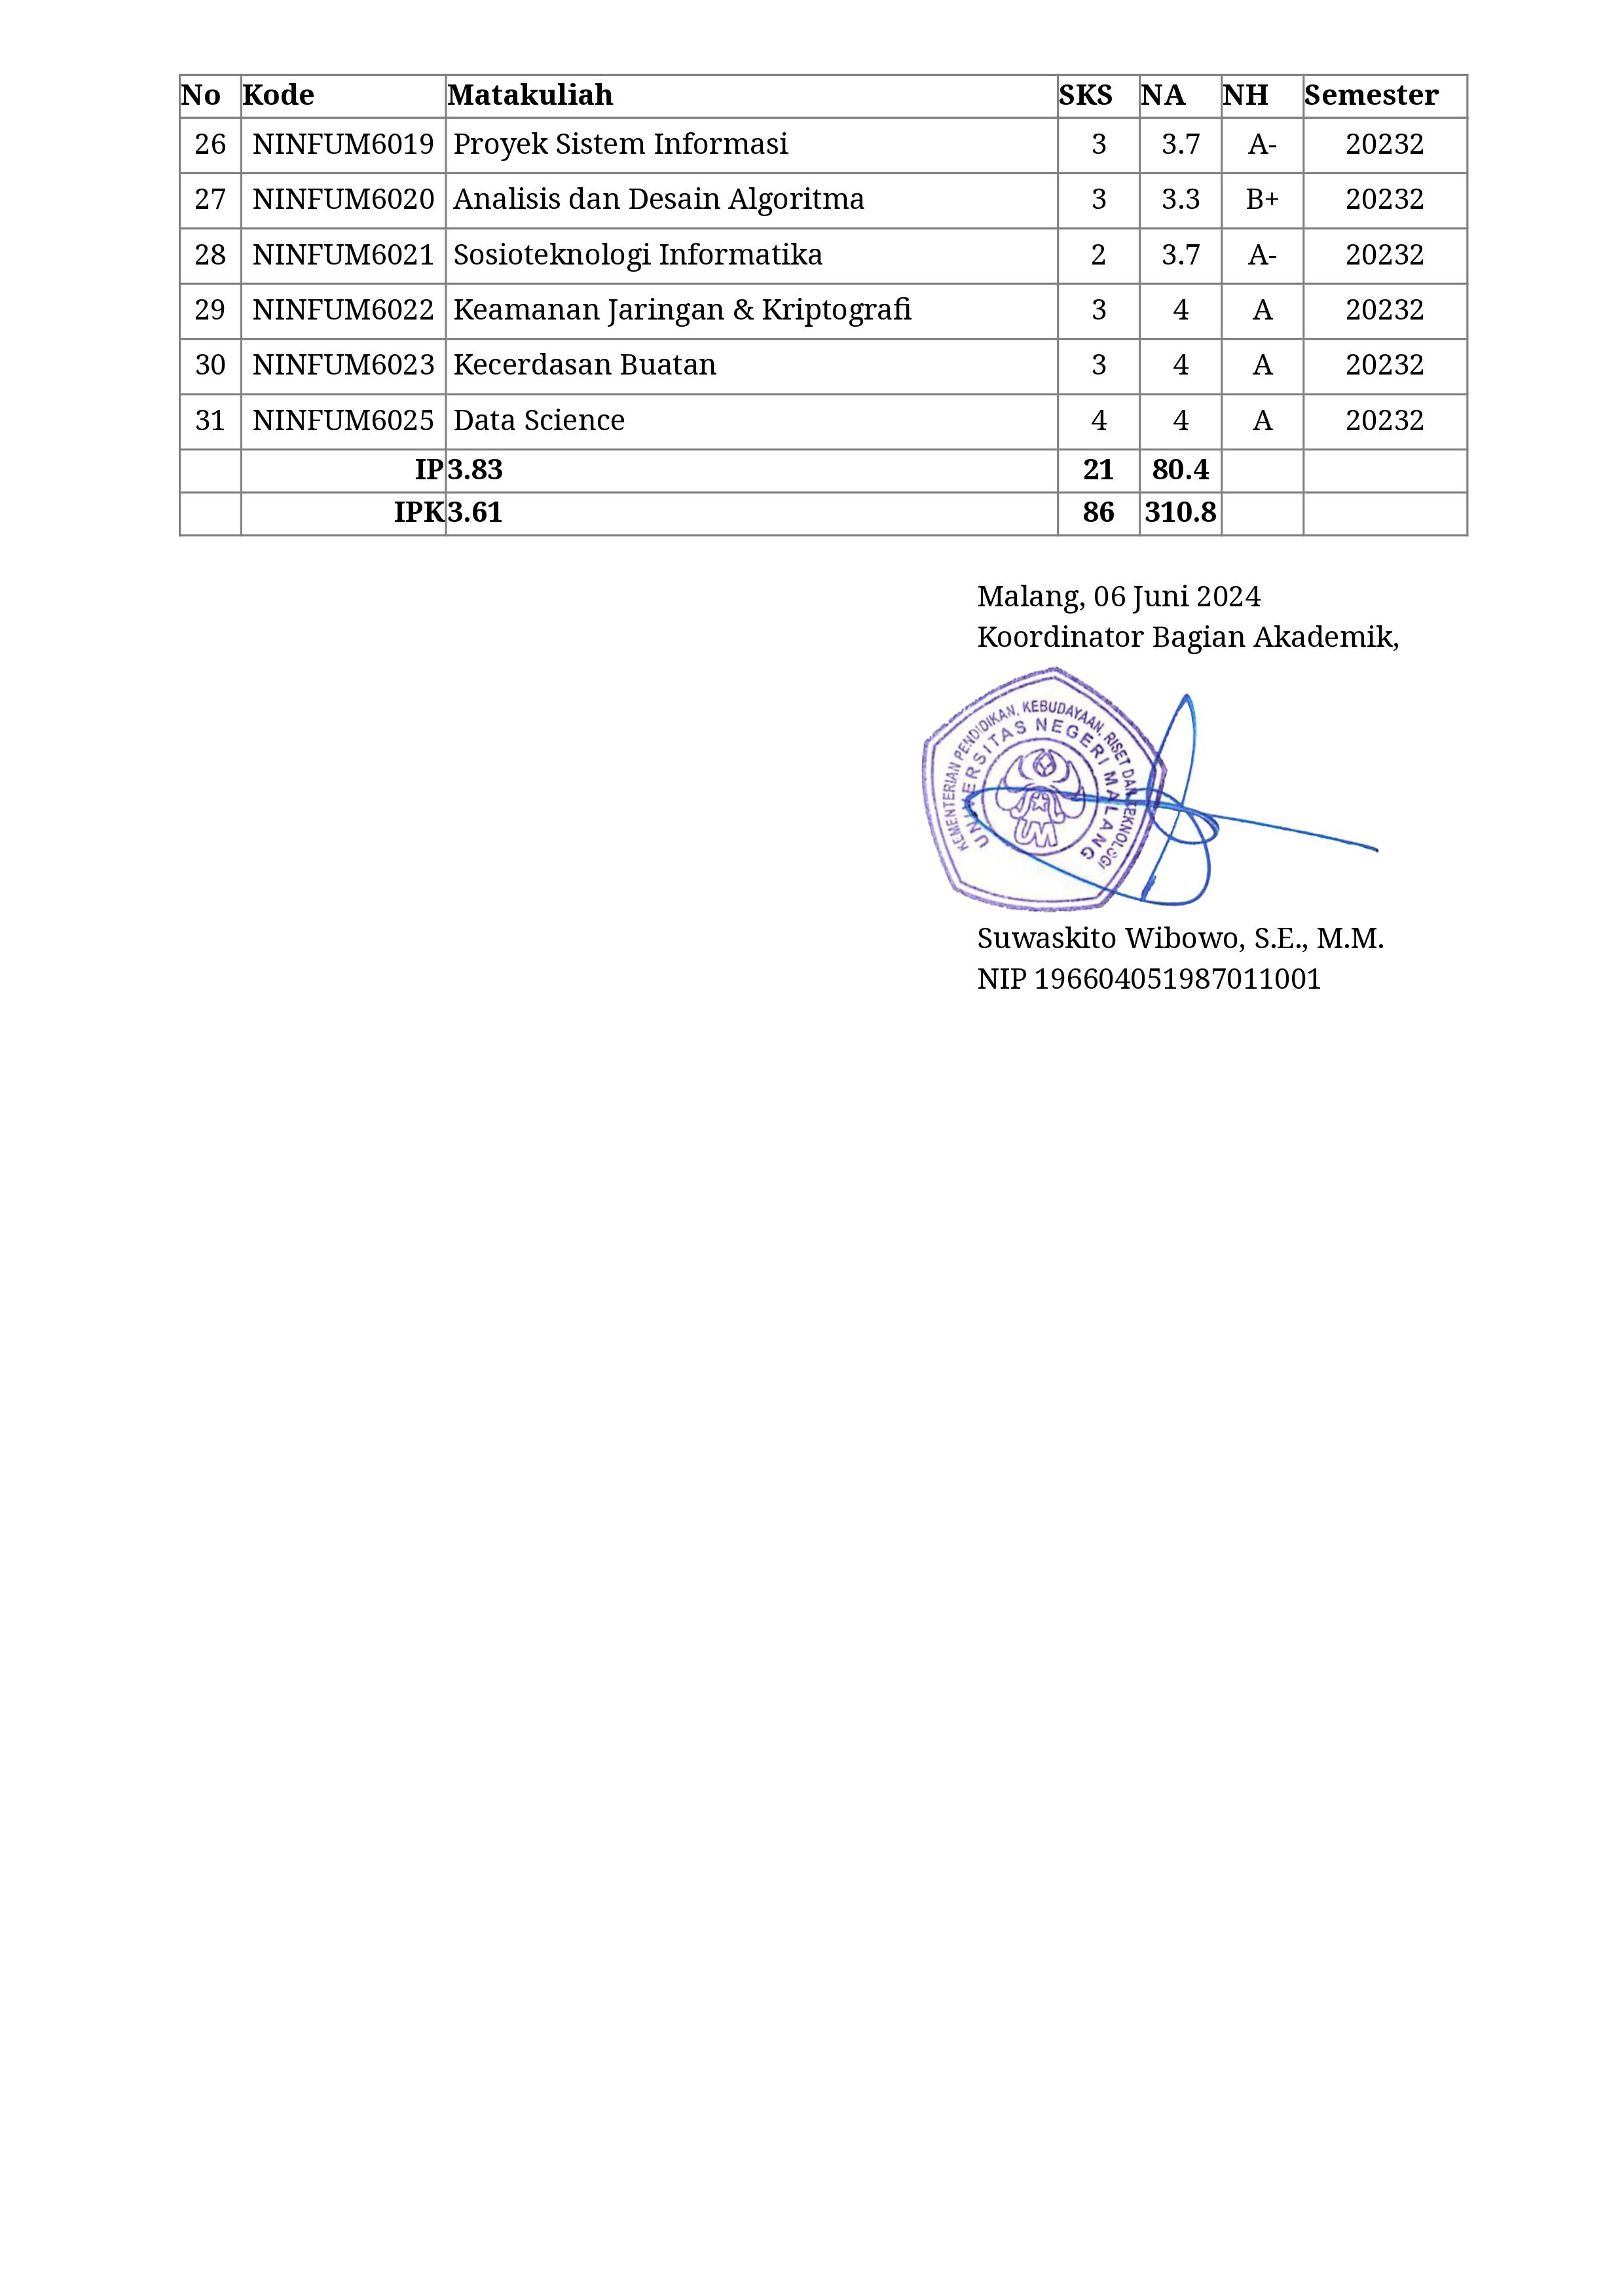 No Kode Matakuliah SKS NA NH Semester
26 NINFUM6019 Proyek Sistem Informasi 3 3.7 A- 20232
27 NINFUM6020 Analisis dan Desain Algoritma 3 3.3 B+ 20232
28 NINFUM6021 Sosioteknologi Informatika 2 3.7 A- 20232
29 NINFUM6022 Keamanan Jaringan & Kriptografi 3 4 A 20232
30 NINFUM6023 Kecerdasan Buatan 3 4 A 20232
31 NINFUM6025 Data Science 4 4 A 20232
IP 3.83 21 80.4
IPK 3.61 86 310.8
Malang, 06 Juni 2024
Koordinator Bagian Akademik,
KEMENTERIAN PENDIDIKAN, KEBUDAYAAN, RISET DAN TEKNOLOGI
UNIVERSITAS NEGERI MALANG
UM
Suwaskito Wibowo, S.E., M.M.
NIP 196604051987011001